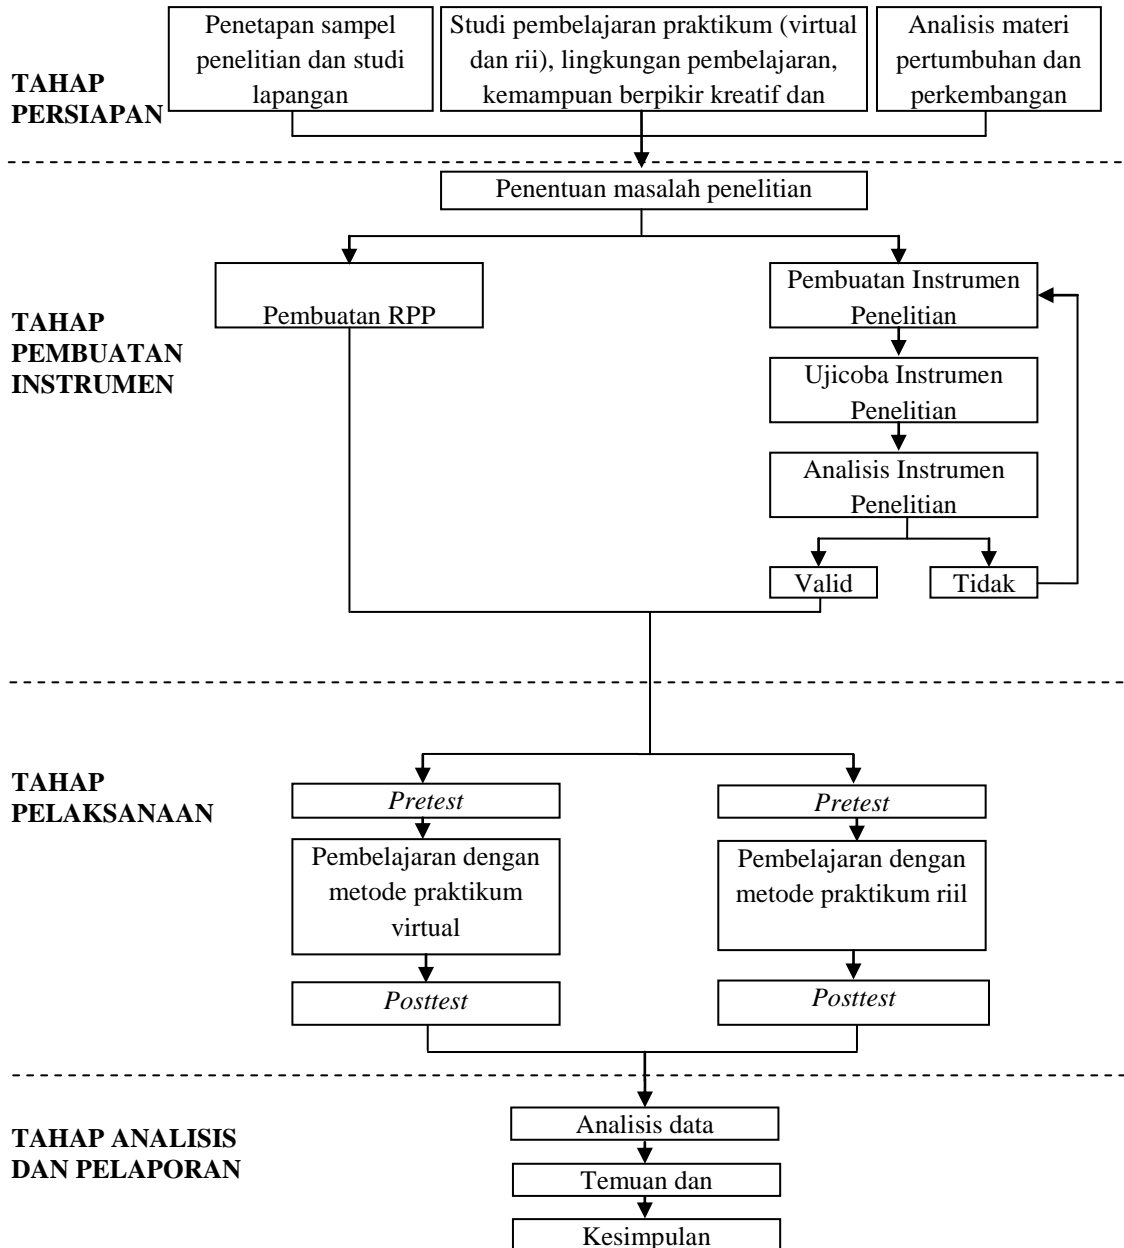 TAHAP
PERSIAPAN
Penetapan sampel
penelitian dan studi
lapangan
Studi pembelajaran praktikum (virtual
dan rii), lingkungan pembelajaran,
kemampuan berpikir kreatif dan
Analisis materi
pertumbuhan dan
perkembangan
Penentuan masalah penelitian
TAHAP
PEMBUATAN
INSTRUMEN
Pembuatan RPP
Pembuatan Instrumen
Penelitian
Ujicoba Instrumen
Penelitian
Analisis Instrumen
Penelitian
Valid
Tidak
TAHAP
PELAKSANAAN
Pretest
Pembelajaran dengan
metode praktikum
virtual
Posttest
Pretest
Pembelajaran dengan
metode praktikum riil
Posttest
TAHAP ANALISIS
DAN PELAPORAN
Analisis data
Temuan dan
Kesimpulan